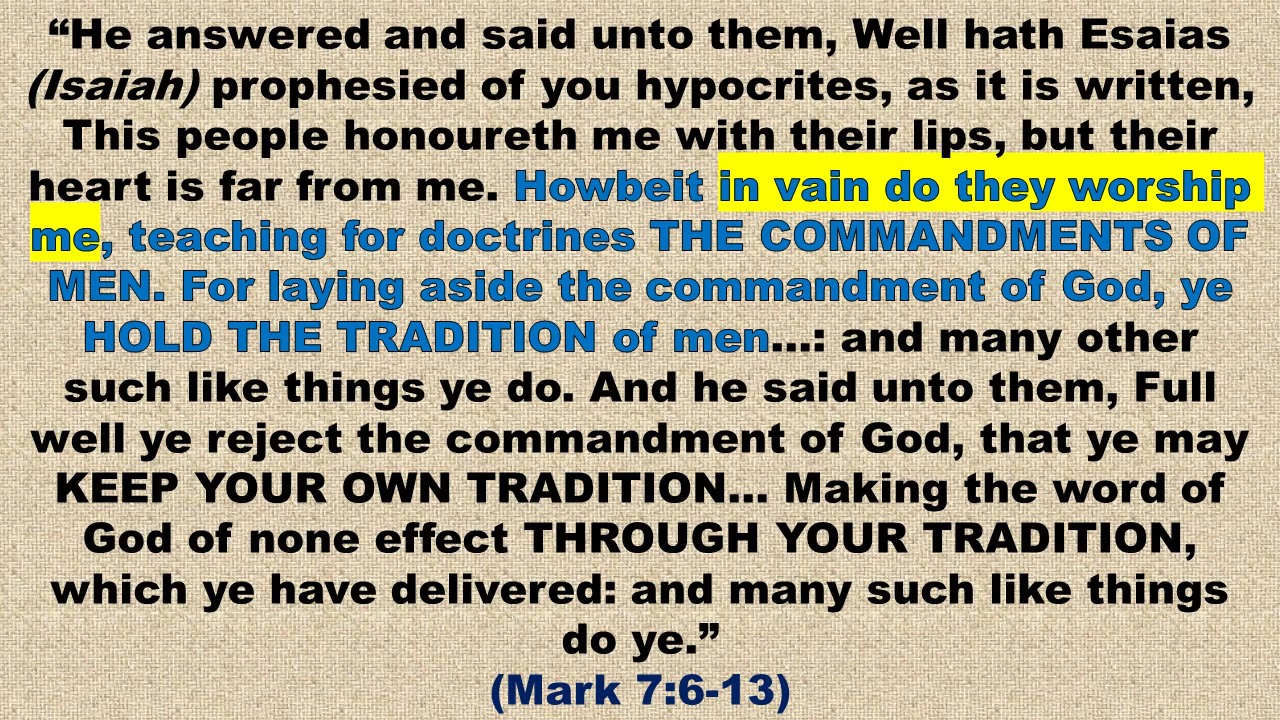 “He answered and said unto them, Well hath Esaias
(Isaiah) prophesied of you hypocrites, as it is written,
This people honoureth me with their lips, but their
heart is far from me. Howbeit in vain do they worship
me, teaching for doctrines THE COMMANDMENTS OF
MEN. For laying aside the commandment of God, ye
HOLD THE TRADITION of men...: and many other
such like things ye do. And he said unto them, Full
well ye reject the commandment of God, that ye may
KEEP YOUR OWN TRADITION... Making the word of
God of none effect THROUGH YOUR TRADITION,
which ye have delivered: and many such like things
do ye.”
(Mark 7:6-13)